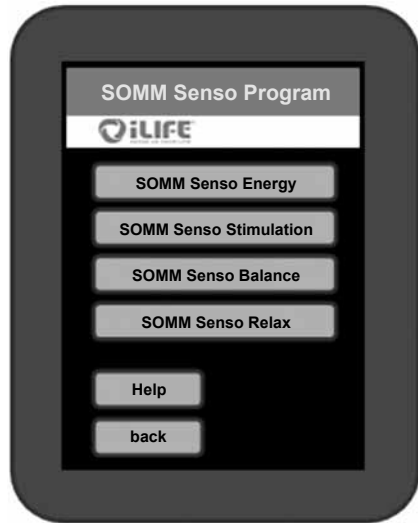 SOMM Senso Program
iLIFE
SOMM Senso Energy
SOMM Senso Stimulation
SOMM Senso Balance
SOMM Senso Relax
Help
back